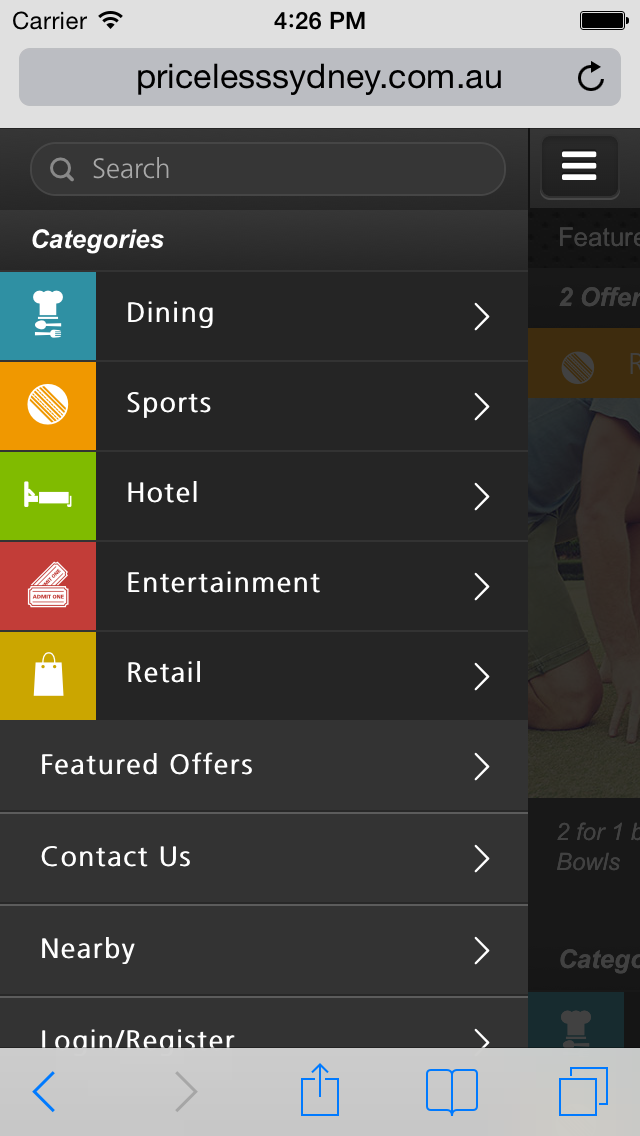 Carrier
4:26 PM
pricelesssydney.com.au
Search
Categories
Dining
Sports
Hotel
ADMIT ONE
Entertainment
Retail
Featured Offers
Contact Us
Nearby
Login/Register
Feature
2 Offer
R
2 for 1 b
Bowls
Catego